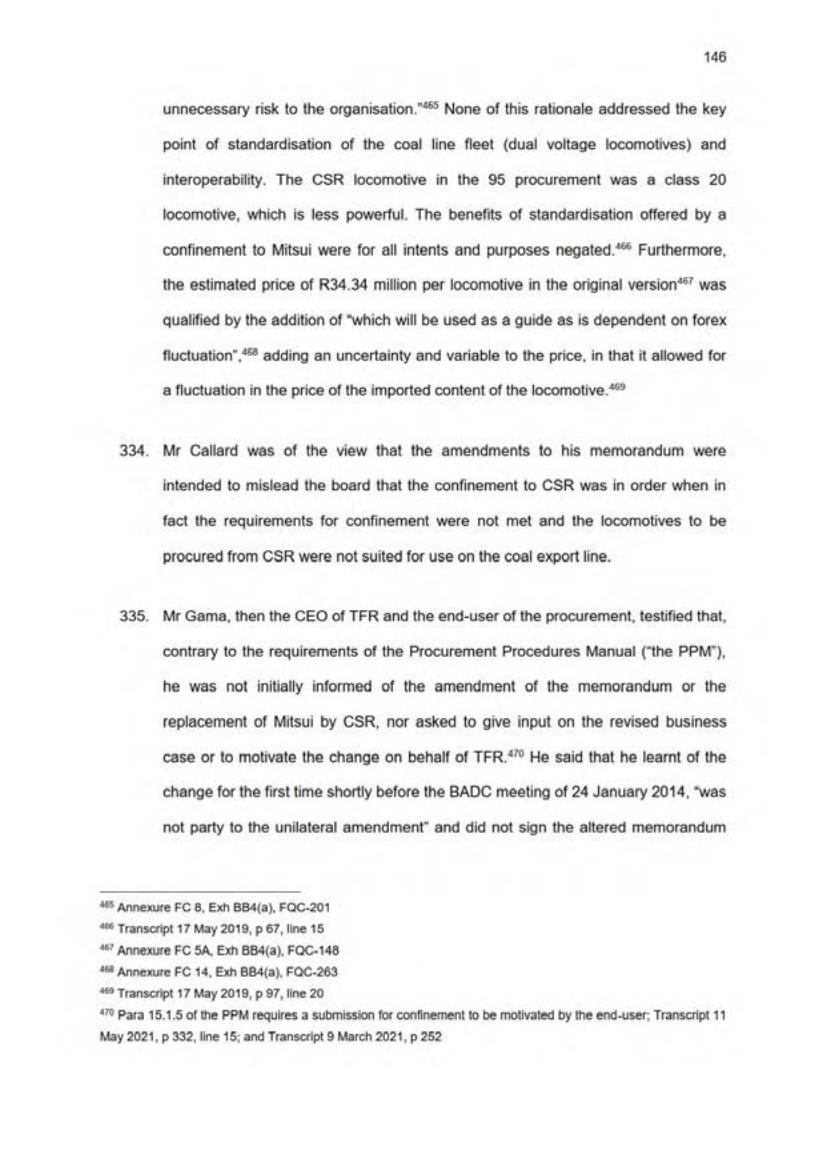 146
unnecessary risk to the organisation."465 None of this rationale addressed the key
point of standardisation of the coal line fleet (dual voltage locomotives) and
interoperability. The CSR locomotive in the 95 procurement was a class 20
locomotive, which is less powerful. The benefits of standardisation offered by a
confinement to Mitsui were for all intents and purposes negated.466 Furthermore,
the estimated price of R34.34 million per locomotive in the original version467 was
qualified by the addition of "which will be used as a guide as is dependent on forex
fluctuation",468 adding an uncertainty and variable to the price, in that it allowed for
a fluctuation in the price of the imported content of the locomotive.469
334. Mr Callard was of the view that the amendments to his memorandum were
intended to mislead the board that the confinement to CSR was in order when in
fact the requirements for confinement were not met and the locomotives to be
procured from CSR were not suited for use on the coal export line.
335. Mr Gama, then the CEO of TFR and the end-user of the procurement, testified that,
contrary to the requirements of the Procurement Procedures Manual ("the PPM"),
he was not initially informed of the amendment of the memorandum or the
replacement of Mitsui by CSR, nor asked to give input on the revised business
case or to motivate the change on behalf of TFR.470 He said that he learnt of the
change for the first time shortly before the BADC meeting of 24 January 2014, "was
not party to the unilateral amendment" and did not sign the altered memorandum
465 Annexure FC 8, Exh BB4(a), FQC-201
466 Transcript 17 May 2019, p 67, line 15
467 Annexure FC 5A, Exh BB4(a), FQC-148
468 Annexure FC 14, Exh BB4(a), FQC-263
469 Transcript 17 May 2019, p 97, line 20
470 Para 15.1.5 of the PPM requires a submission for confinement to be motivated by the end-user; Transcript 11
May 2021, p 332, line 15; and Transcript 9 March 2021, p 252